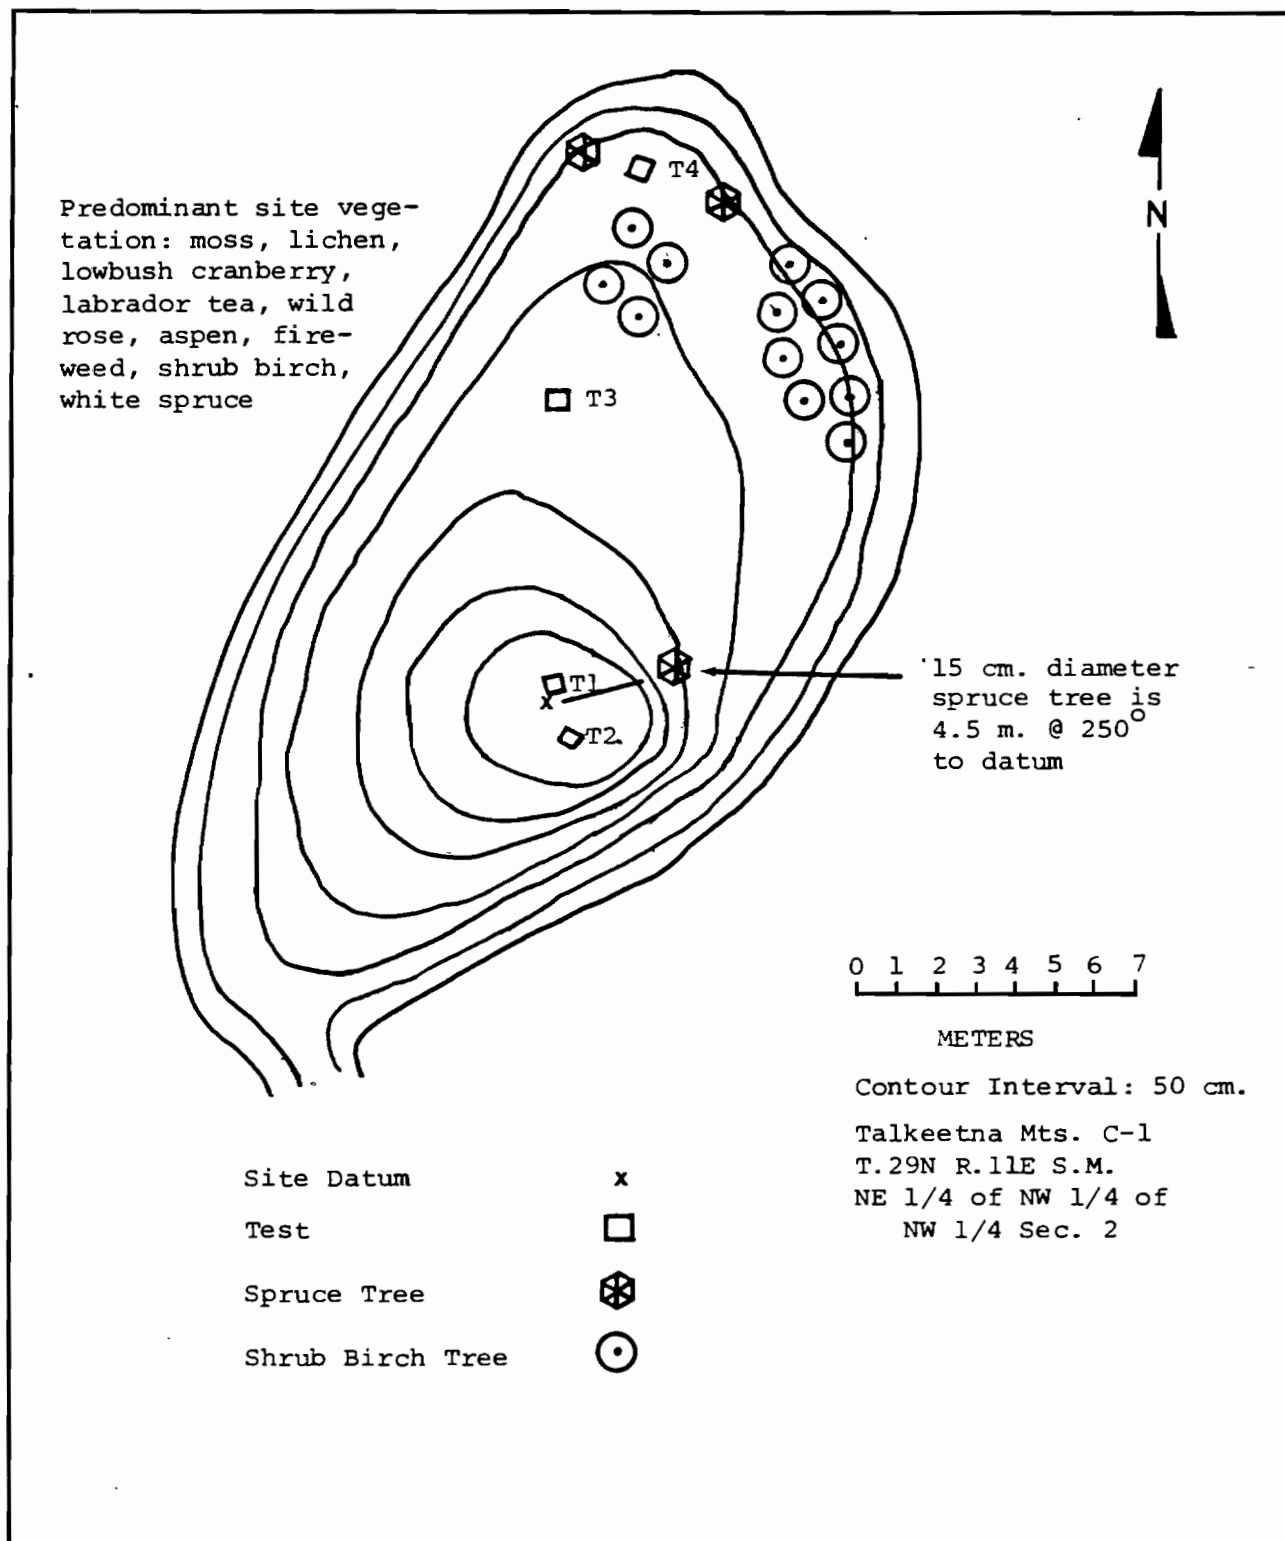 Predominant site vege-
tation: moss, lichen,
lowbush cranberry,
labrador tea, wild
rose, aspen, fire-
weed, shrub birch,
white spruce
T4
N
T3
T1
x
T2
15 cm. diameter
spruce tree is
4.5 m. @ 250°
to datum
0 1 2 3 4 5 6 7
METERS
Contour Interval: 50 cm.
Talkeetna Mts. C-1
T.29N R.11E S.M.
NE 1/4 of NW 1/4 of
NW 1/4 Sec. 2
Site Datum x
Test
Spruce Tree
Shrub Birch Tree